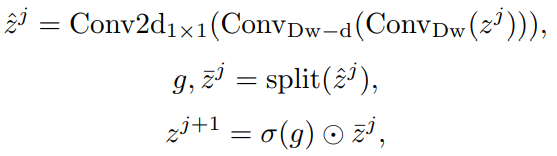 ẑ^j = Conv2d_{1×1}(Conv_{Dw−d}(Conv_{Dw}(z^j))),
g, z̄^j = split(ẑ^j),
z^{j+1} = σ(g) ⊙ z̄^j,